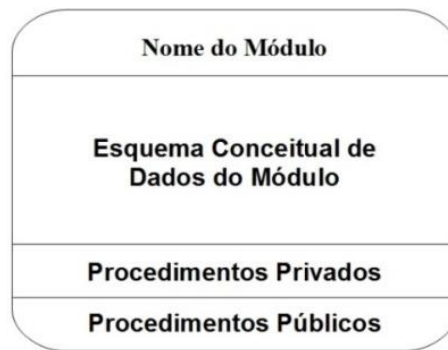 Nome do Módulo
Esquema Conceitual de
Dados do Módulo
Procedimentos Privados
Procedimentos Públicos